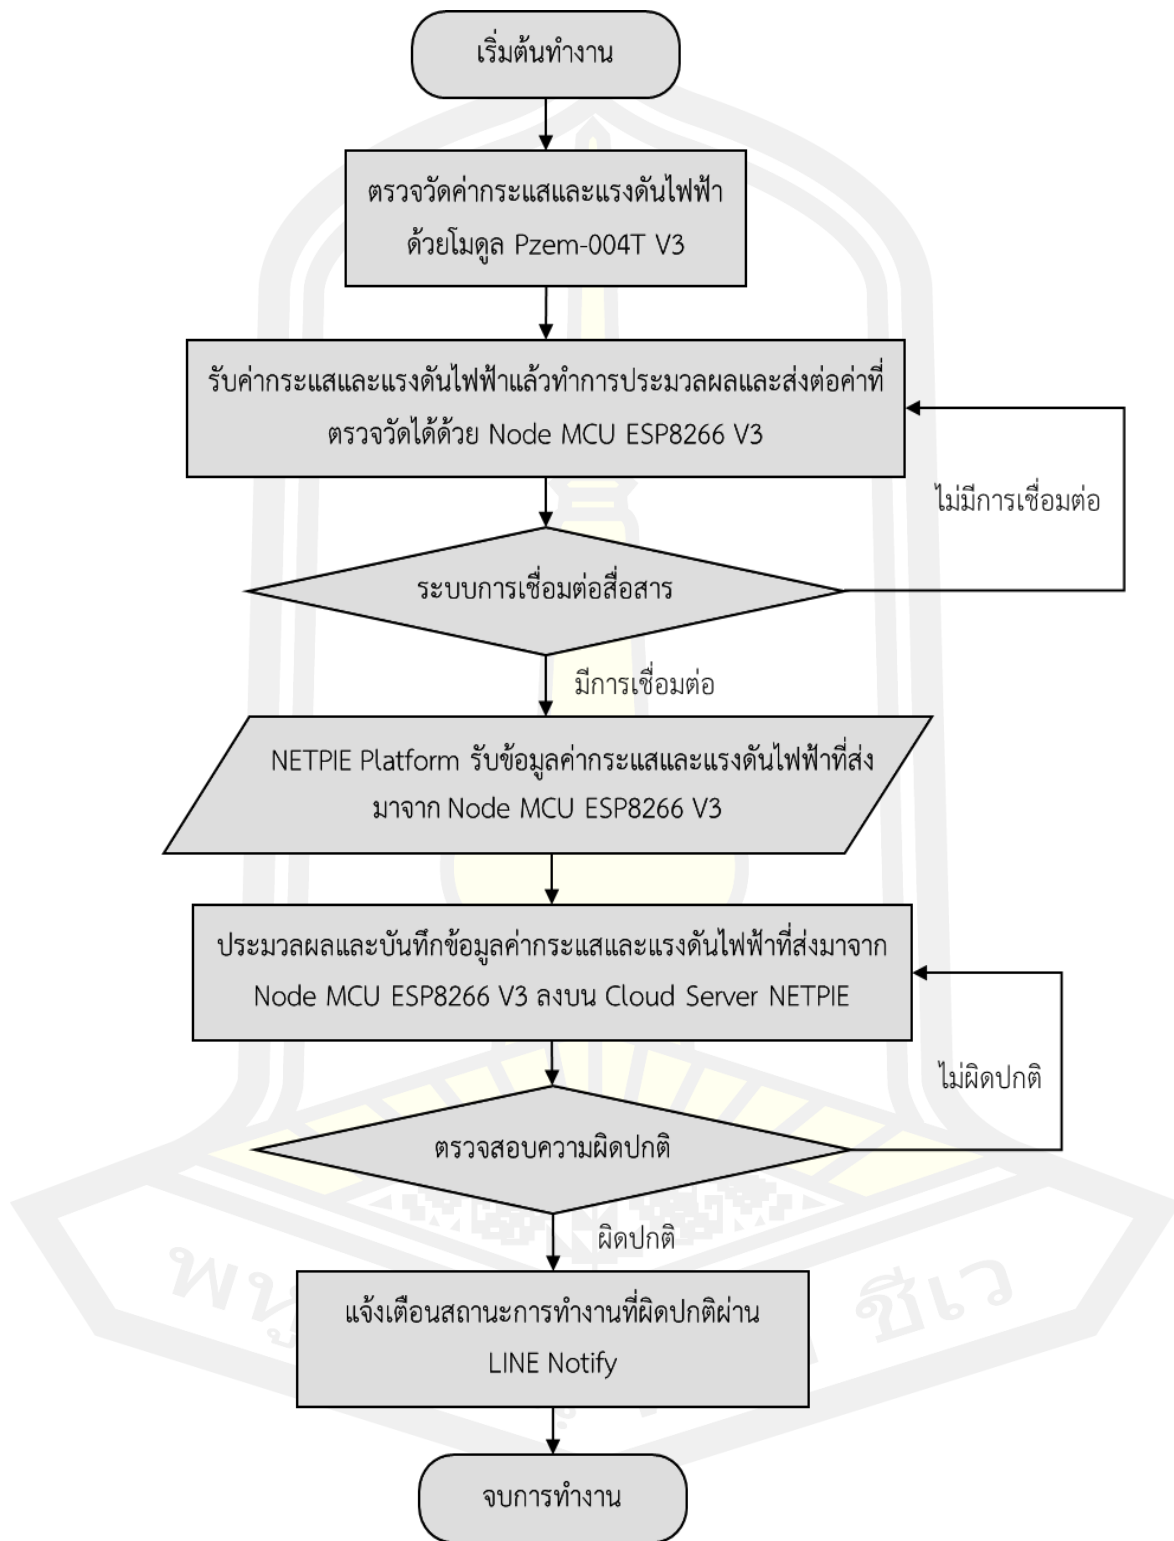 เริ่มต้นทำงาน
ตรวจวัดค่ากระแสและแรงดันไฟฟ้า
ด้วยโมดูล Pzem-004T V3
รับค่ากระแสและแรงดันไฟฟ้าแล้วทำการประมวลผลและส่งต่อค่าที่
ตรวจวัดได้ด้วย Node MCU ESP8266 V3
ไม่มีการเชื่อมต่อ
ระบบการเชื่อมต่อสื่อสาร
มีการเชื่อมต่อ
NETPIE Platform รับข้อมูลค่ากระแสและแรงดันไฟฟ้าที่ส่ง
มาจาก Node MCU ESP8266 V3
ประมวลผลและบันทึกข้อมูลค่ากระแสและแรงดันไฟฟ้าที่ส่งมาจาก
Node MCU ESP8266 V3 ลงบน Cloud Server NETPIE
ไม่ผิดปกติ
ตรวจสอบความผิดปกติ
ผิดปกติ
แจ้งเตือนสถานะการทำงานที่ผิดปกติผ่าน
LINE Notify
จบการทำงาน
ชีเว